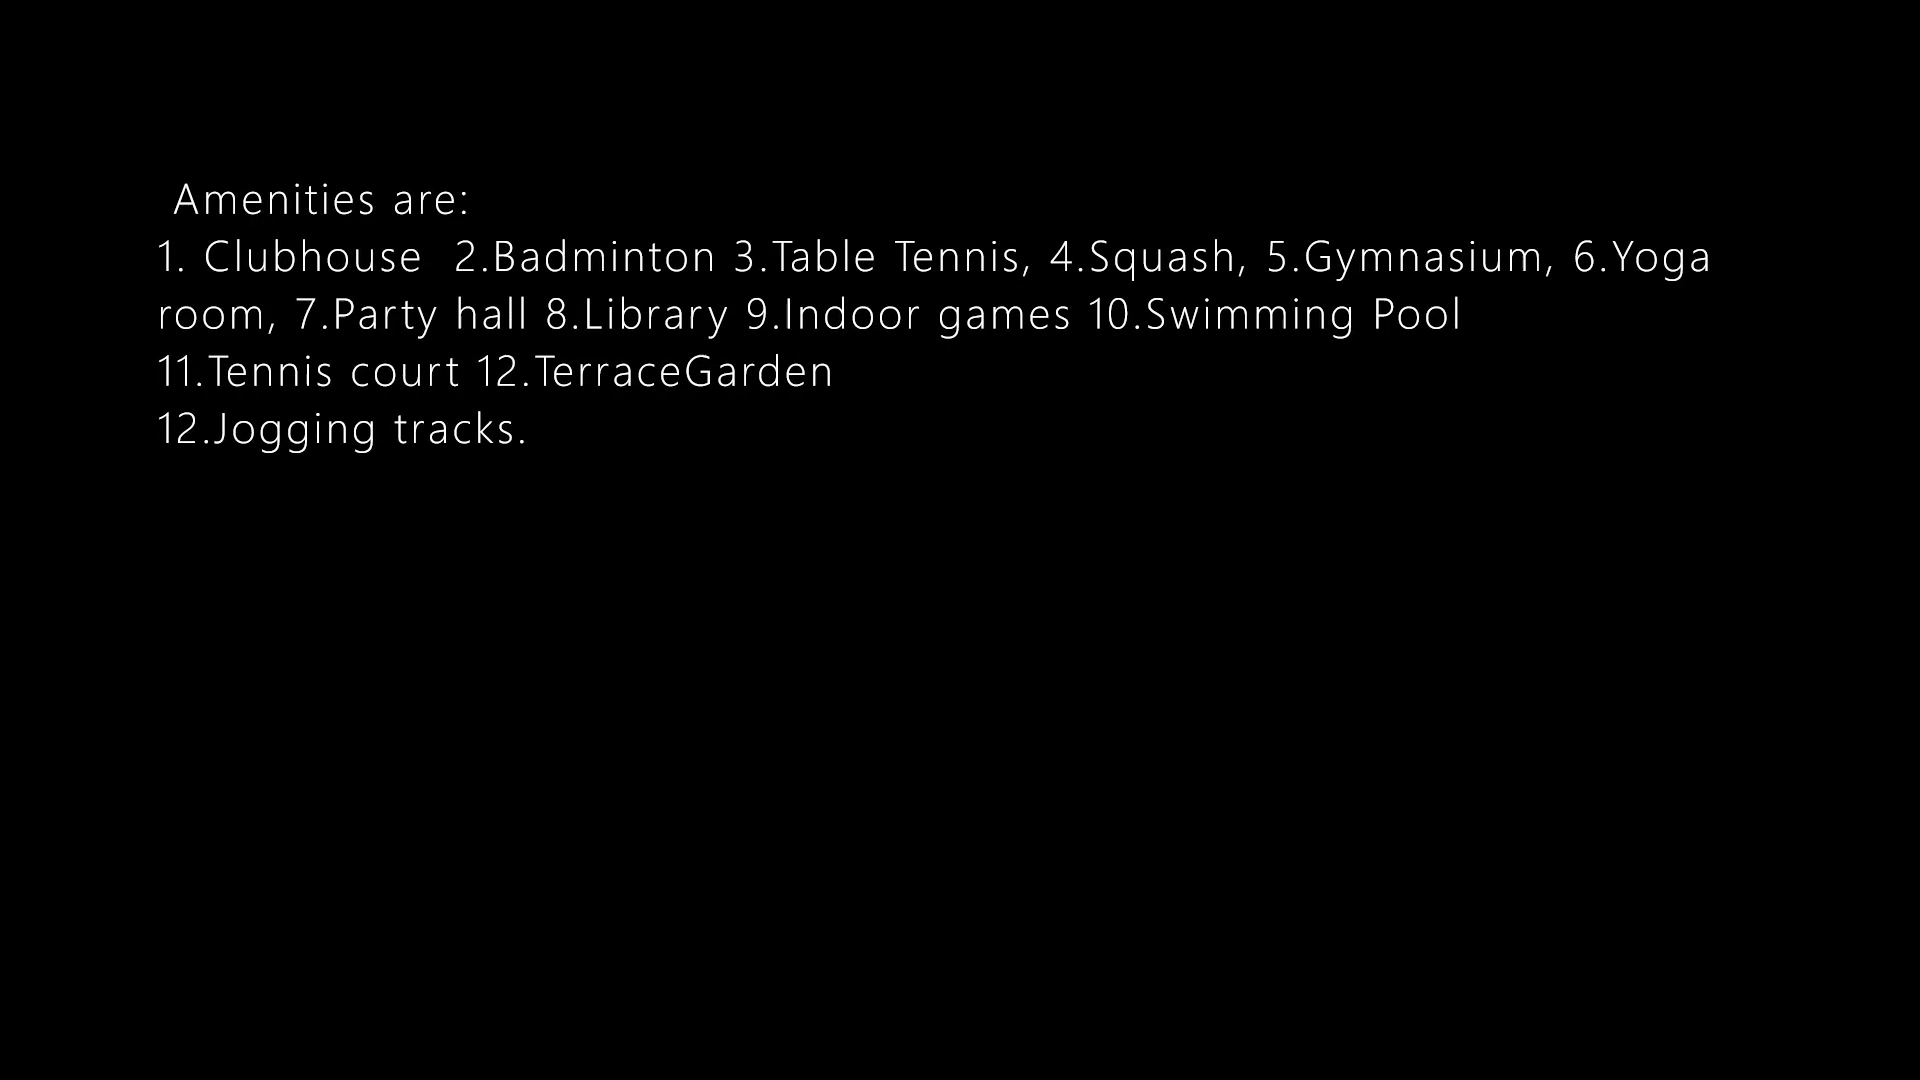 Amenities are:
1. Clubhouse  2.Badminton 3.Table Tennis, 4.Squash, 5.Gymnasium, 6.Yoga
room, 7.Party hall 8.Library 9.Indoor games 10.Swimming Pool
11.Tennis court 12.TerraceGarden
12.Jogging tracks.